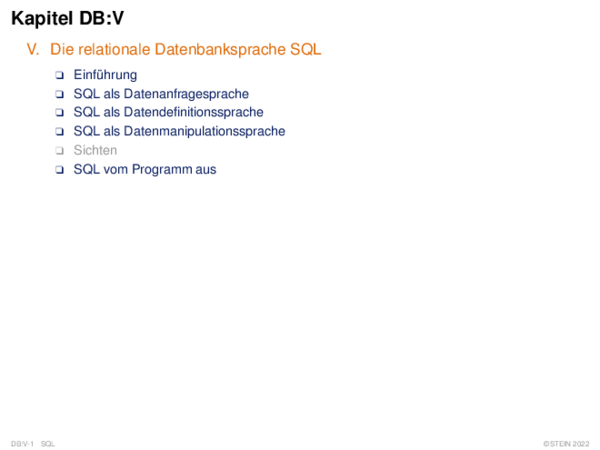 Kapitel DB:V
V. Die relationale Datenbanksprache SQL
❑ Einführung
❑ SQL als Datenanfragesprache
❑ SQL als Datendefinitionssprache
❑ SQL als Datenmanipulationssprache
❑ Sichten
❑ SQL vom Programm aus
DB:V-1 SQL ©STEIN 2022